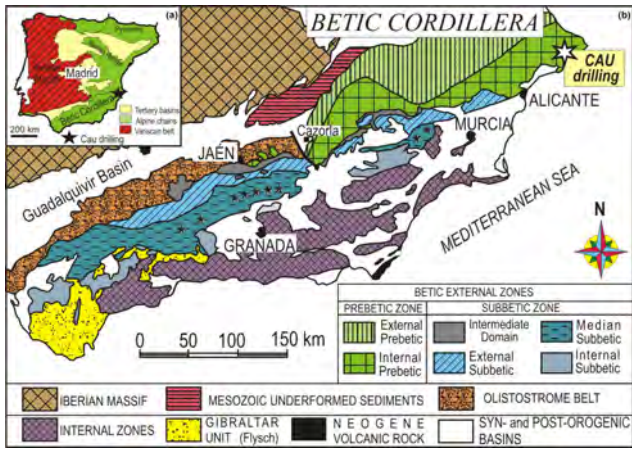 (a)
Pyrenees
Madrid
Betic Cordillera
Tertiary basins
Alpine chains
Variscan belt
200 km
Cau drilling
BETIC CORDILLERA
(b)
CAU
drilling
ALICANTE
MURCIA
Cazorla
JAÉN
Guadalquivir Basin
GRANADA
MEDITERRANEAN SEA
N
0 50 100 150 km
BETIC EXTERNAL ZONES
PREBETIC ZONE SUBBETIC ZONE
External Prebetic
Intermediate Domain
Median Subbetic
Internal Prebetic
External Subbetic
Internal Subbetic
IBERIAN MASSIF
MESOZOIC UNDEFORMED SEDIMENTS
OLISTOSTROME BELT
INTERNAL ZONES
GIBRALTAR UNIT (Flysch)
NEOGENE VOLCANIC ROCK
SYN- and POST-OROGENIC BASINS